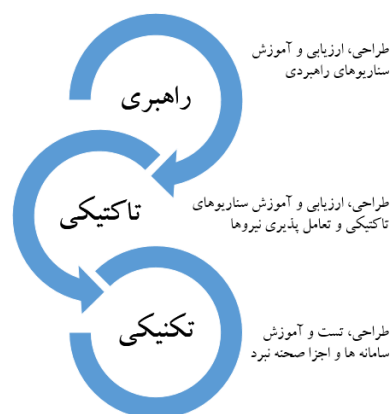 طراحی، ارزیابی و آموزش
سناریوهای راهبردی
راهبری
طراحی، ارزیابی و آموزش سناریوهای
تاکتیکی و تعامل پذیری نیروها
تاکتیکی
طراحی، تست و آموزش
سامانه ها و اجزا صحنه نبرد
تکنیکی